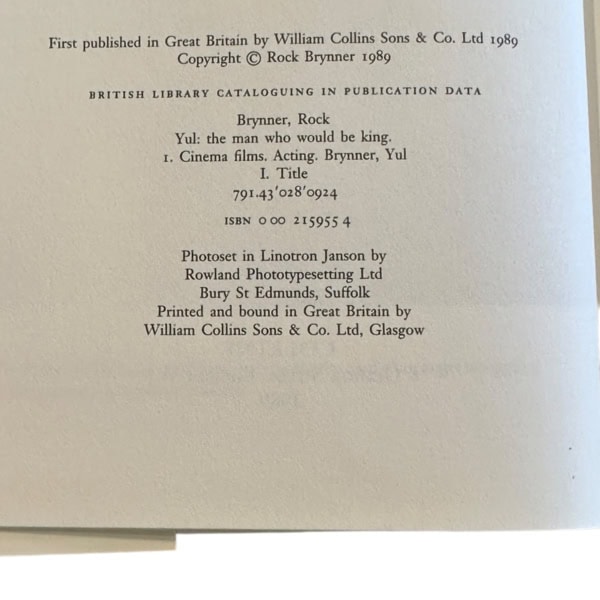 First published in Great Britain by William Collins Sons & Co. Ltd 1989
Copyright © Rock Brynner 1989
BRITISH LIBRARY CATALOGUING IN PUBLICATION DATA
Brynner, Rock
Yul: the man who would be king.
1. Cinema films. Acting. Brynner, Yul
I. Title
791.43'028'0924
ISBN 0 00 215955 4
Photoset in Linotron Janson by
Rowland Phototypesetting Ltd
Bury St Edmunds, Suffolk
Printed and bound in Great Britain by
William Collins Sons & Co. Ltd, Glasgow